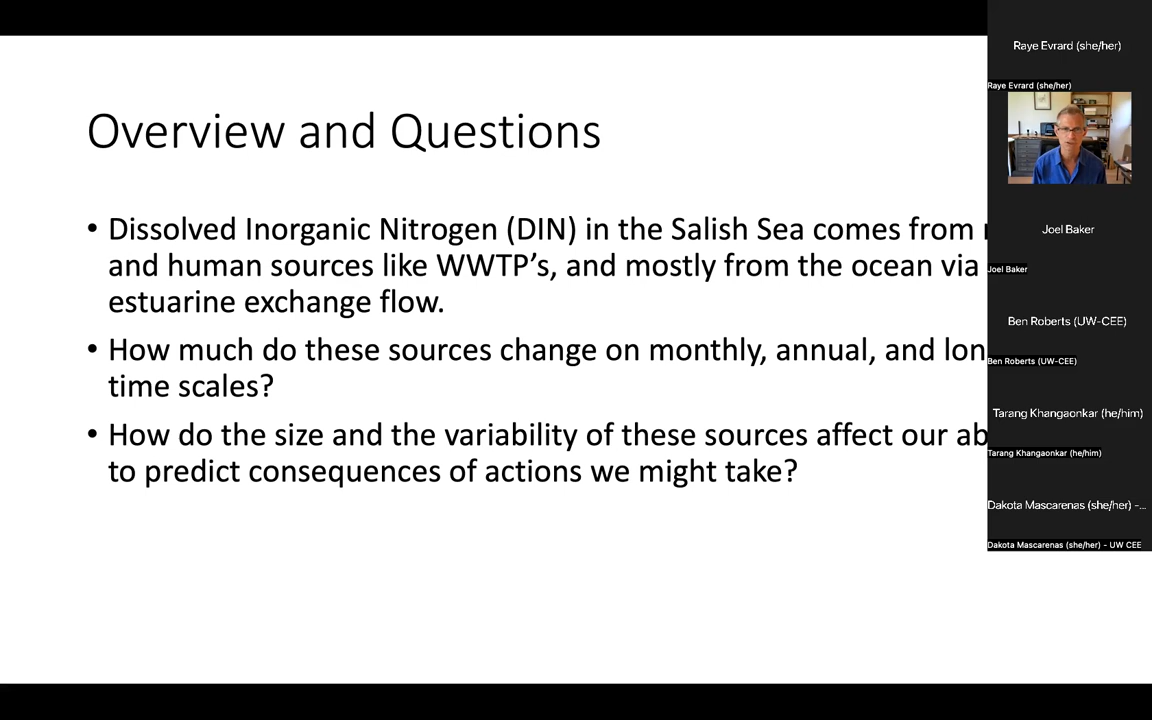 Overview and Questions
• Dissolved Inorganic Nitrogen (DIN) in the Salish Sea comes from
and human sources like WWTP’s, and mostly from the ocean via
estuarine exchange flow.
• How much do these sources change on monthly, annual, and lon
time scales?
• How do the size and the variability of these sources affect our ab
to predict consequences of actions we might take?
Raye Evrard (she/her)
Raye Evrard (she/her)
Joel Baker
Joel Baker
Ben Roberts (UW-CEE)
Ben Roberts (UW-CEE)
Tarang Khangaonkar (he/him)
Tarang Khangaonkar (he/him)
Dakota Mascarenas (she/her) -...
Dakota Mascarenas (she/her) - UW CEE